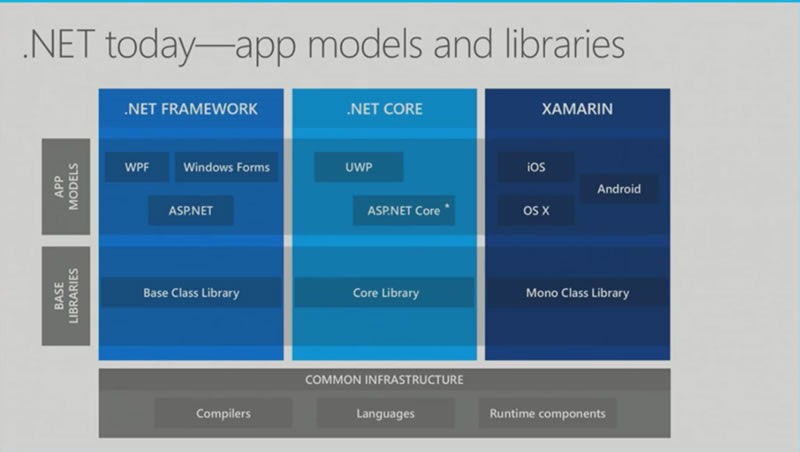 .NET today—app models and libraries
.NET FRAMEWORK
.NET CORE
XAMARIN
APP
MODELS
WPF
Windows Forms
ASP.NET
UWP
ASP.NET Core *
iOS
Android
OS X
BASE
LIBRARIES
Base Class Library
Core Library
Mono Class Library
COMMON INFRASTRUCTURE
Compilers
Languages
Runtime components